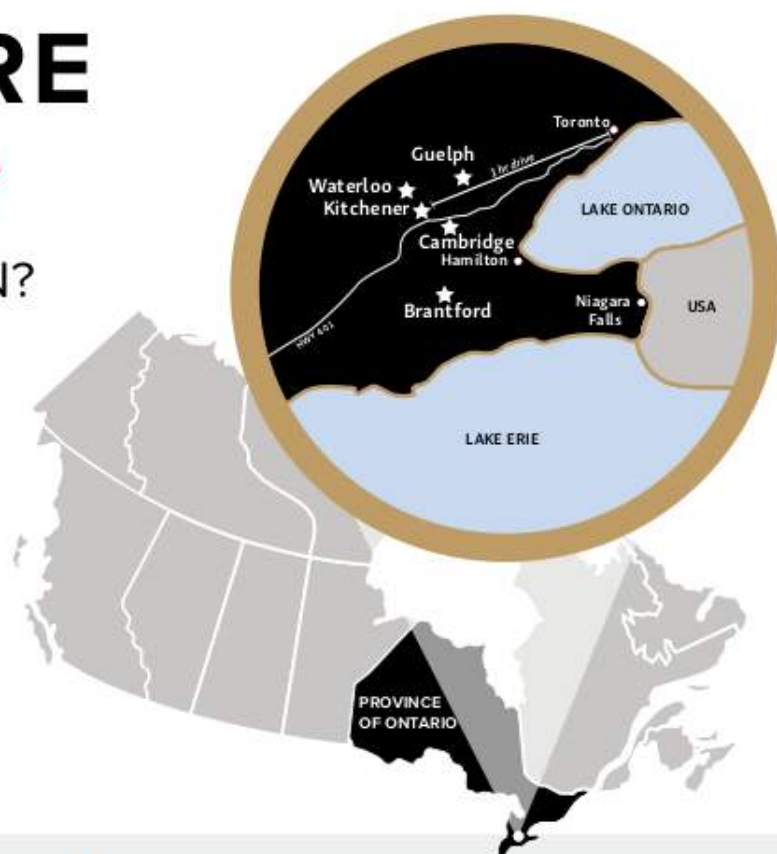 RE
N?
Toronto
Guelph
1 hr drive
Waterloo
Kitchener
LAKE ONTARIO
Cambridge
Hamilton
Brantford
Niagara
Falls
USA
HWY 401
LAKE ERIE
PROVINCE
OF ONTARIO